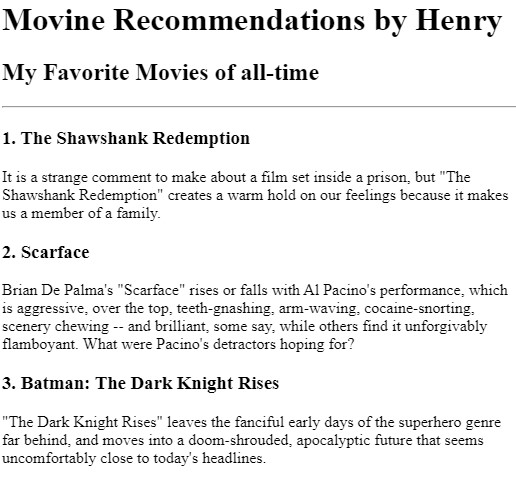 Movine Recommendations by Henry
My Favorite Movies of all-time
1. The Shawshank Redemption
It is a strange comment to make about a film set inside a prison, but "The
Shawshank Redemption" creates a warm hold on our feelings because it makes
us a member of a family.
2. Scarface
Brian De Palma's "Scarface" rises or falls with Al Pacino's performance, which
is aggressive, over the top, teeth-gnashing, arm-waving, cocaine-snorting,
scenery chewing -- and brilliant, some say, while others find it unforgivably
flamboyant. What were Pacino's detractors hoping for?
3. Batman: The Dark Knight Rises
"The Dark Knight Rises" leaves the fanciful early days of the superhero genre
far behind, and moves into a doom-shrouded, apocalyptic future that seems
uncomfortably close to today's headlines.